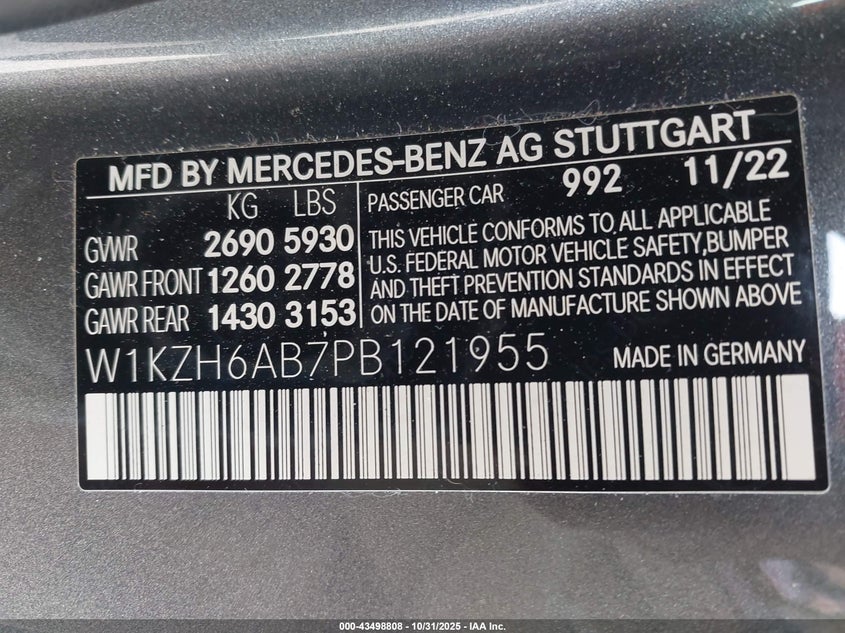 MFD BY MERCEDES-BENZ AG STUTTGART
KG LBS
GVWR 2690 5930
GAWR FRONT 1260 2778
GAWR REAR 1430 3153
PASSENGER CAR 992 11/22
THIS VEHICLE CONFORMS TO ALL APPLICABLE
U.S. FEDERAL MOTOR VEHICLE SAFETY,BUMPER
AND THEFT PREVENTION STANDARDS IN EFFECT
ON THE DATE OF MANUFACTURE SHOWN ABOVE
W1KZH6AB7PB121955
MADE IN GERMANY
000-43498808 - 10/31/2025 - IAA Inc.